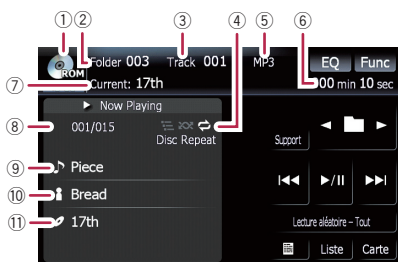 ① ② ③ ④ ⑤ ⑥
ROM Folder 003 Track 001 MP3 EQ Func
⑦ Current: 17th 000 min 10 sec
▶ Now Playing
⑧ 001/015
Disc Repeat
Support
⑨ Piece
⑩ Bread
⑪ 17th
Lecture aléatoire – Tout
Liste Carte